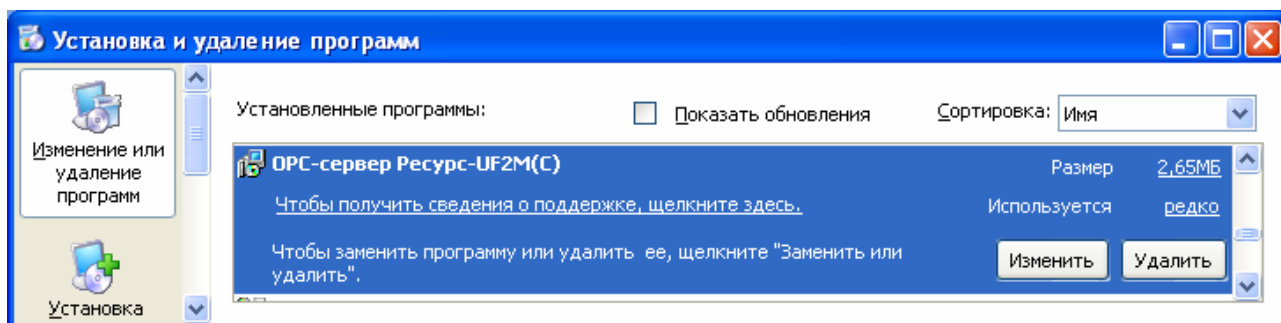 Установка и удаление программ
Изменение или
удаление
программ
Установка
Установленные программы:
Показать обновления
Сортировка: Имя
OPC-сервер Ресурс-UF2M(C)
Размер 2,65МБ
Чтобы получить сведения о поддержке, щелкните здесь.
Используется редко
Чтобы заменить программу или удалить ее, щелкните "Заменить или
удалить".
Изменить
Удалить